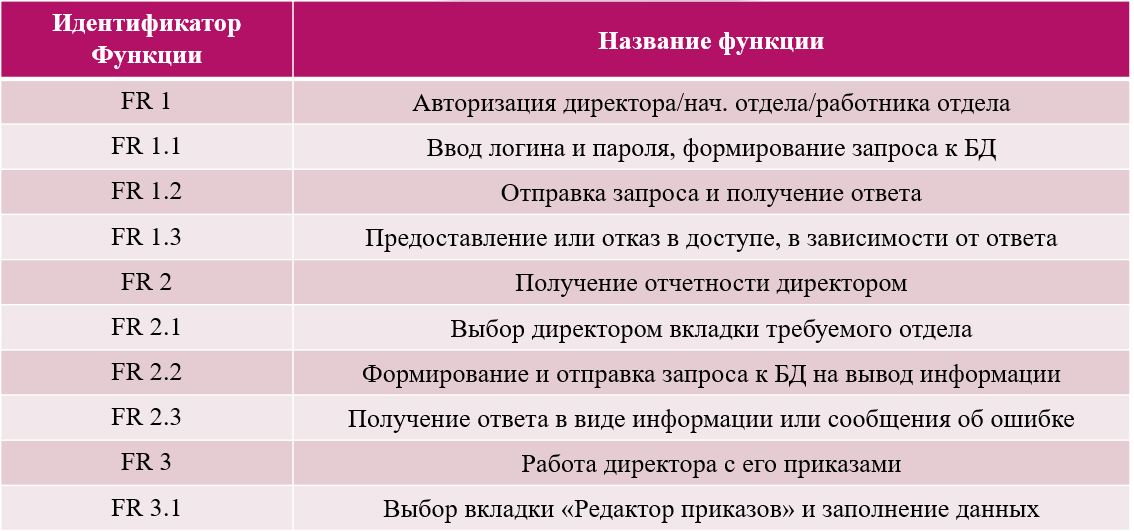 Идентификатор
Функции
Название функции
FR 1
Авторизация директора/нач. отдела/работника отдела
FR 1.1
Ввод логина и пароля, формирование запроса к БД
FR 1.2
Отправка запроса и получение ответа
FR 1.3
Предоставление или отказ в доступе, в зависимости от ответа
FR 2
Получение отчетности директором
FR 2.1
Выбор директором вкладки требуемого отдела
FR 2.2
Формирование и отправка запроса к БД на вывод информации
FR 2.3
Получение ответа в виде информации или сообщения об ошибке
FR 3
Работа директора с его приказами
FR 3.1
Выбор вкладки «Редактор приказов» и заполнение данных